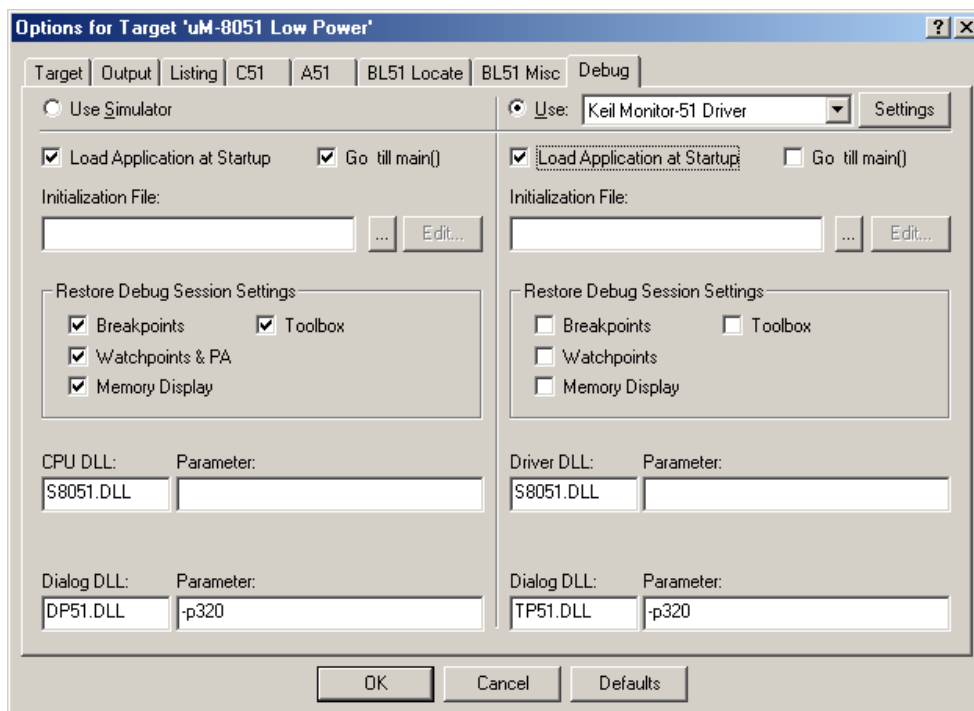 Options for Target 'uM-8051 Low Power'
Target Output Listing C51 A51 BL51 Locate BL51 Misc Debug
Use Simulator Use: Keil Monitor-51 Driver Settings
Load Application at Startup Go till main() Load Application at Startup Go till main()
Initialization File: Initialization File:
... Edit... ... Edit...
Restore Debug Session Settings Restore Debug Session Settings
Breakpoints Toolbox Breakpoints Toolbox
Watchpoints & PA Watchpoints
Memory Display Memory Display
CPU DLL: Parameter: Driver DLL: Parameter:
S8051.DLL S8051.DLL
Dialog DLL: Parameter: Dialog DLL: Parameter:
DP51.DLL -p320 TP51.DLL -p320
OK Cancel Defaults